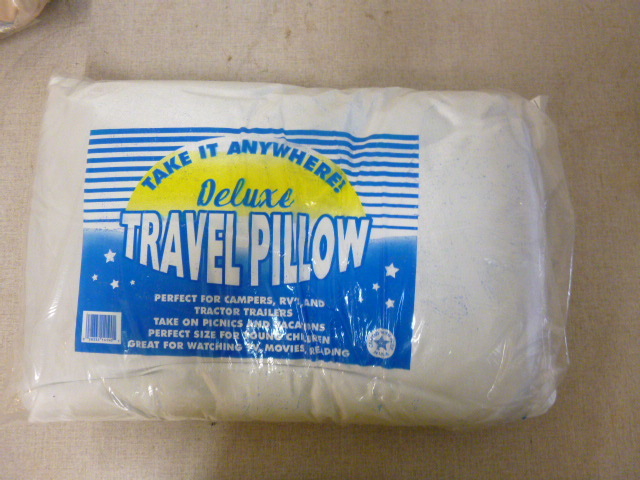 TAKE IT ANYWHERE!
Deluxe
TRAVEL PILLOW
PERFECT FOR CAMPERS, RV'S AND
TRACTOR TRAILERS
TAKE ON PICNICS AND VACATIONS
PERFECT SIZE FOR YOUNG CHILDREN
GREAT FOR WATCHING TV, MOVIES, READING